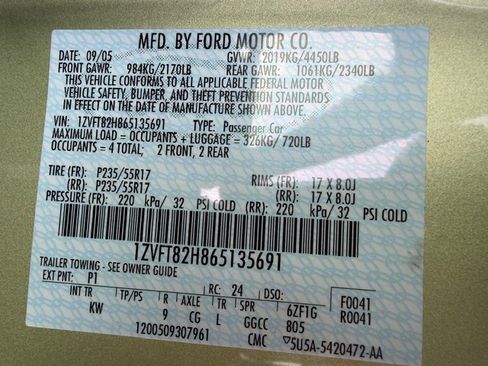 MFD. BY FORD MOTOR CO.
DATE: 09/05 GVWR: 2019KG/4450LB
FRONT GAWR: 984KG/2170LB REAR GAWR: 1061KG/2340LB
THIS VEHICLE CONFORMS TO ALL APPLICABLE FEDERAL MOTOR
VEHICLE SAFETY, BUMPER, AND THEFT PREVENTION STANDARDS
IN EFFECT ON THE DATE OF MANUFACTURE SHOWN ABOVE.
VIN: 1ZVFT82H865135691 TYPE: Passenger Car
MAXIMUM LOAD = OCCUPANTS + LUGGAGE = 326KG/720LB
OCCUPANTS = 4 TOTAL; 2 FRONT, 2 REAR
TIRE (FR): P235/55R17 RIMS (FR): 17 X 8.0J
(RR): P235/55R17 (RR): 17 X 8.0J
PRESSURE (FR): 220 kPA/ 32 PSI COLD (RR): 220 kPA/ 32 PSI COLD
1ZVFT82H865135691
TRAILER TOWING - SEE OWNER GUIDE
EXT PNT: P1 RC: 24 DSO: F0041
INT TR TP/PS R AXLE TR SPR 6ZF1G R0041
KW 9 CG L GGCC 805
1200509307961 CMC ▽5U5A-5420472-AA